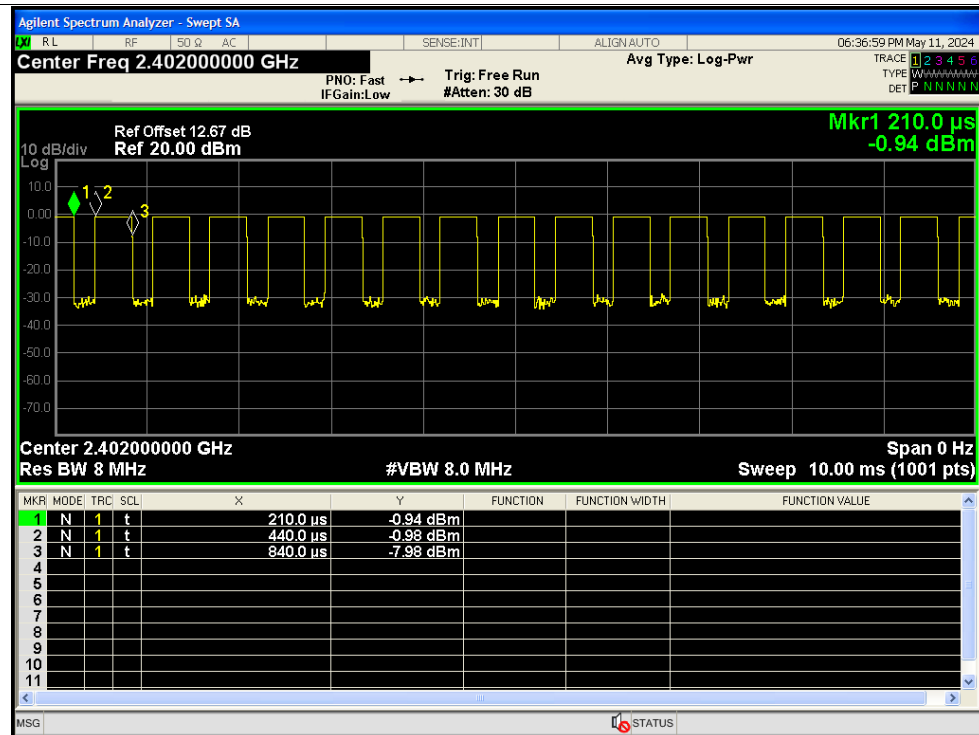 Agilent Spectrum Analyzer - Swept SA
LXI RL RF 50 Ω AC SENSE:INT ALIGNAUTO 06:36:59 PM May 11, 2024
Center Freq 2.402000000 GHz Avg Type: Log-Pwr TRACE 1 2 3 4 5 6
PNO: Fast Trig: Free Run TYPE WWWWWW
IFGain:Low #Atten: 30 dB DET P N N N N N
Mkr1 210.0 µs
Ref Offset 12.67 dB
10 dB/div Ref 20.00 dBm -0.94 dBm
Log
10.0
1 2 3
0.00
-10.0
-20.0
-30.0
-40.0
-50.0
-60.0
-70.0
Center 2.402000000 GHz Span 0 Hz
Res BW 8 MHz #VBW 8.0 MHz Sweep 10.00 ms (1001 pts)
MKR MODE TRC SCL X Y FUNCTION FUNCTION WIDTH FUNCTION VALUE
1 N 1 t 210.0 µs -0.94 dBm
2 N 1 t 440.0 µs -0.98 dBm
3 N 1 t 840.0 µs -7.98 dBm
4
5
6
7
8
9
10
11
MSG STATUS